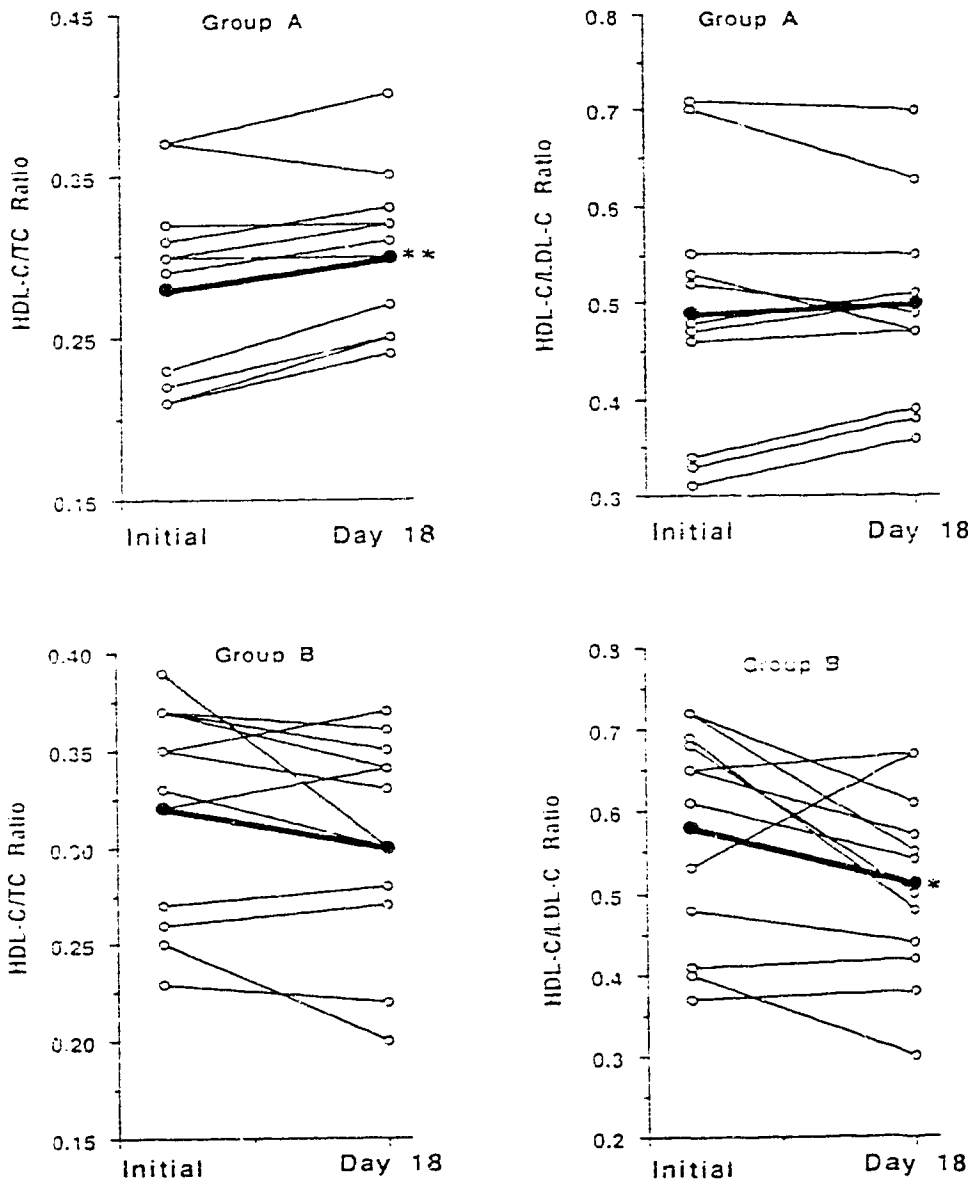 Group A
0.45
0.35
0.25
0.15
HDL-C/TC Ratio
**
Initial Day 18
Group A
0.8
0.7
0.6
0.5
0.4
0.3
HDL-C/LDL-C Ratio
Initial Day 18
Group B
0.40
0.35
0.30
0.25
0.20
0.15
HDL-C/TC Ratio
Initial Day 18
Group B
0.8
0.7
0.6
0.5
0.4
0.3
0.2
HDL-C/LDL-C Ratio
*
Initial Day 18